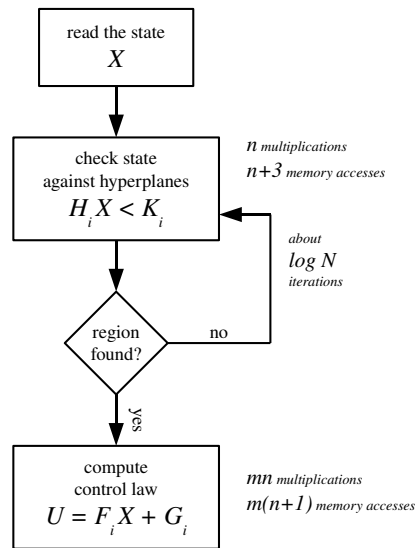 read the state
X
check state
against hyperplanes
H_i X < K_i
n multiplications
n+3 memory accesses
about
log N
iterations
region
found?
no
yes
compute
control law
U = F_i X + G_i
mn multiplications
m(n+1) memory accesses